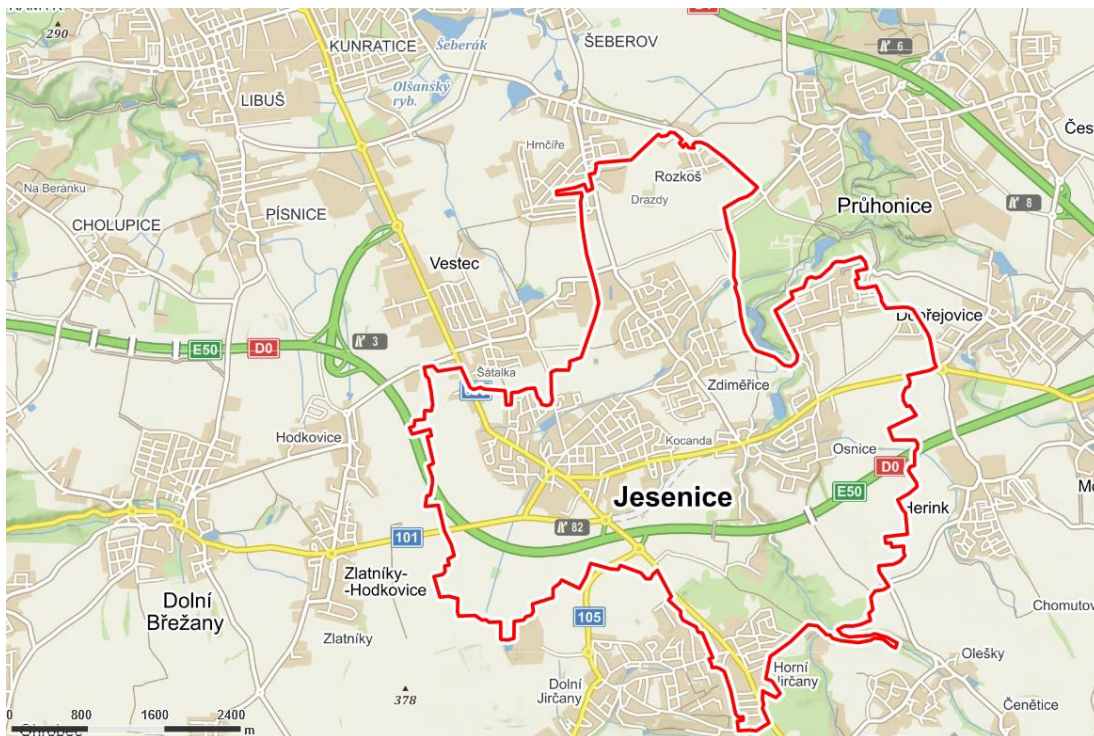 290
KUNRATICE
Šeberák
ŠEBEROV
6
Olšanský
ryb.
LIBUŠ
Hrnčíře
Rozkoš
Drazdy
Na Beránku
CHOLUPICE
PÍSNICE
Průhonice
8
Vestec
E50
D0
3
Šátalka
Dobřejovice
Zdiměřice
Hodkovice
Kocanda
Osnice
D0
E50
Jesenice
Herink
101
82
Zlatníky-
-Hodkovice
Dolní
Břežany
105
Chomutov
Zlatníky
Olešky
Horní
Jirčany
Dolní
Jirčany
378
Čenětice
0 800 1600 2400
m